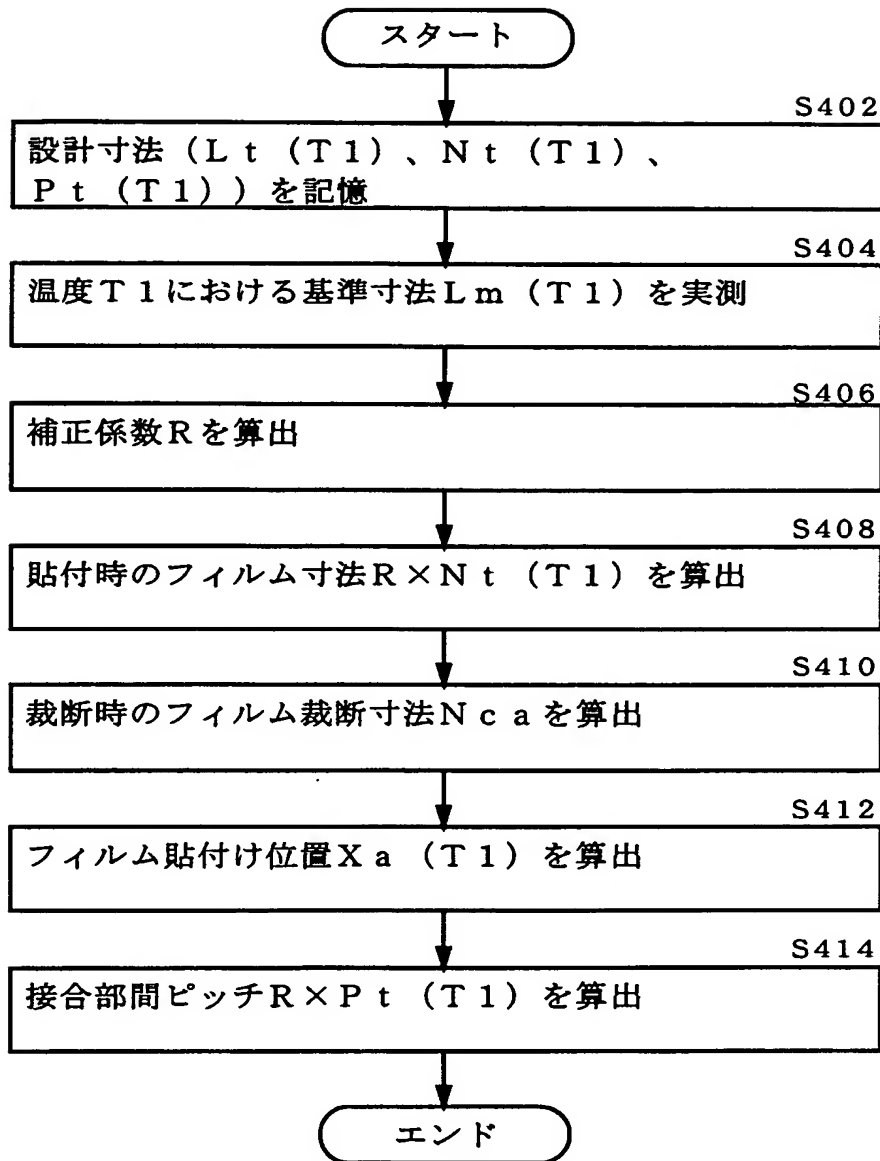 スタート
S402
設計寸法(Lt(T1)、Nt(T1)、
Pt(T1))を記憶
S404
温度T1における基準寸法Lm(T1)を実測
S406
補正係数Rを算出
S408
貼付時のフィルム寸法R×Nt(T1)を算出
S410
裁断時のフィルム裁断寸法Ncaを算出
S412
フィルム貼付け位置Xa(T1)を算出
S414
接合部間ピッチR×Pt(T1)を算出
エンド